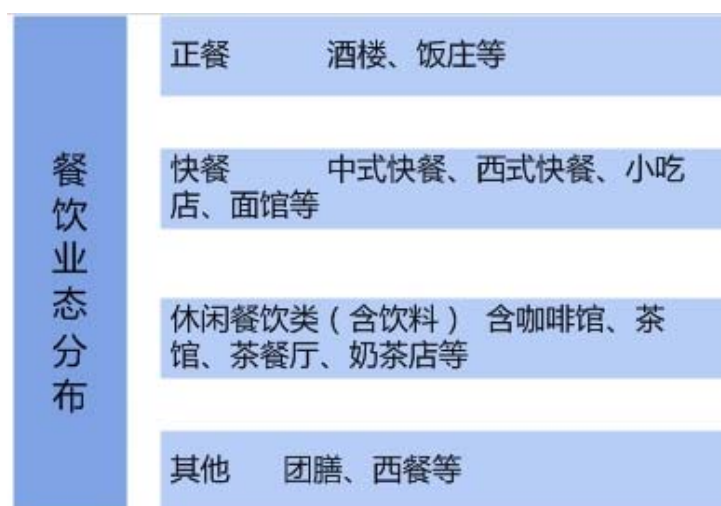 餐饮业态分布
正餐 酒楼、饭庄等
快餐 中式快餐、西式快餐、小吃
店、面馆等
休闲餐饮类（含饮料） 含咖啡馆、茶
馆、茶餐厅、奶茶店等
其他 团膳、西餐等